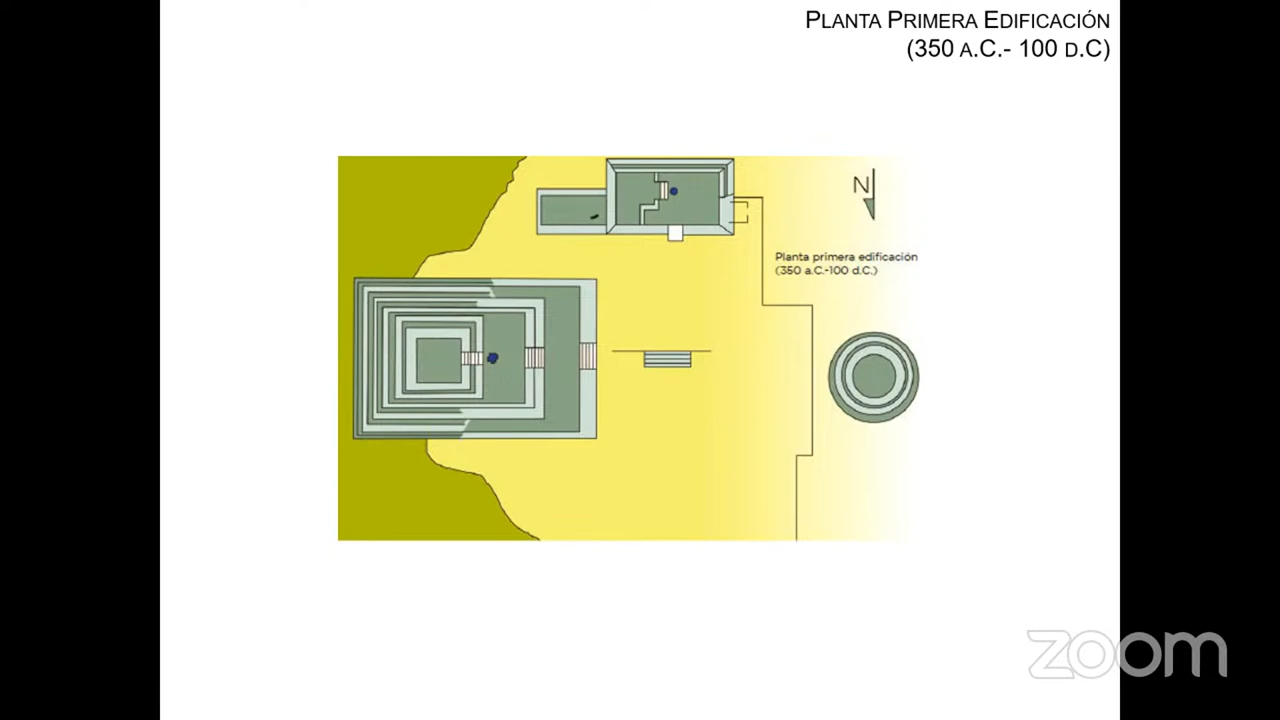 PLANTA PRIMERA EDIFICACIÓN
(350 A.C.- 100 D.C)
N
Planta primera edificación
(350 a.C.-100 d.C.)
zoom